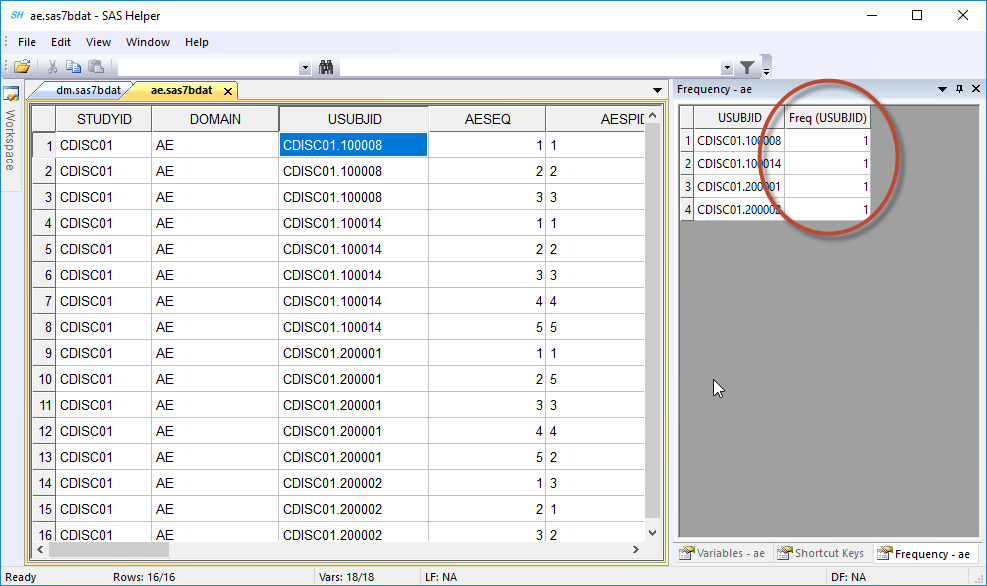 SH ae.sas7bdat - SAS Helper
File Edit View Window Help
dm.sas7bdat ae.sas7bdat
Workspace
STUDYID DOMAIN USUBJID AESEQ AESPID
1 CDISC01 AE CDISC01.100008 1 1
2 CDISC01 AE CDISC01.100008 2 2
3 CDISC01 AE CDISC01.100008 3 3
4 CDISC01 AE CDISC01.100014 1 1
5 CDISC01 AE CDISC01.100014 2 2
6 CDISC01 AE CDISC01.100014 3 3
7 CDISC01 AE CDISC01.100014 4 4
8 CDISC01 AE CDISC01.100014 5 5
9 CDISC01 AE CDISC01.200001 1 1
10 CDISC01 AE CDISC01.200001 2 5
11 CDISC01 AE CDISC01.200001 3 3
12 CDISC01 AE CDISC01.200001 4 4
13 CDISC01 AE CDISC01.200001 5 2
14 CDISC01 AE CDISC01.200002 1 3
15 CDISC01 AE CDISC01.200002 2 1
16 CDISC01 AE CDISC01.200002 3 2
Frequency - ae
USUBJID Freq (USUBJID)
1 CDISC01.100008 1
2 CDISC01.100014 1
3 CDISC01.200001 1
4 CDISC01.200002 1
Variables - ae Shortcut Keys Frequency - ae
Ready Rows: 16/16 Vars: 18/18 LF: NA DF: NA